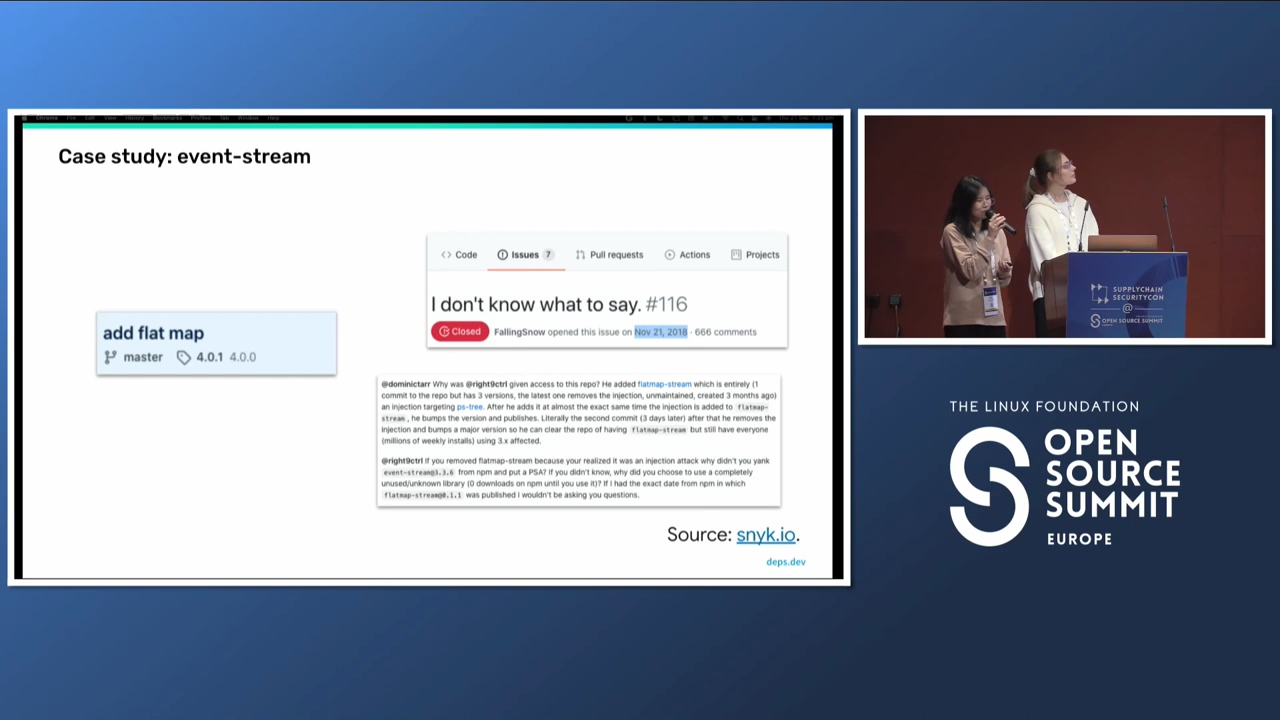 Chrome File Edit View History Bookmarks Profiles Tab Window Help
Case study: event-stream
add flat map
master 4.0.1 4.0.0
Code Issues 7 Pull requests Actions Projects
I don't know what to say. #116
Closed FallingSnow opened this issue on Nov 21, 2018 · 666 comments
@dominictarr Why was @right9ctrl given access to this repo? He added flatmap-stream which is entirely (1
commit to the repo but has 3 versions, the latest one removes the injection, unmaintained, created 3 months ago)
an injection targeting ps-tree. After he adds it at almost the exact same time the injection is added to flatmap-
stream, he bumps the version and publishes. Literally the second commit (3 days later) after that he removes the
injection and bumps a major version so he can clear the repo of having flatmap-stream but still have everyone
(millions of weekly installs) using 3.x affected.
@right9ctrl If you removed flatmap-stream because your realized it was an injection attack why didn't you yank
event-stream@3.3.6 from npm and put a PSA? If you didn't know, why did you choose to use a completely
unused/unknown library (0 downloads on npm until you use it)? If I had the exact date from npm in which
flatmap-stream@0.1.1 was published I wouldn't be asking you questions.
Source: snyk.io.
deps.dev
SUPPLYCHAIN
SECURITYCON
@
OPEN SOURCE SUMMIT
THE LINUX FOUNDATION
OPEN
SOURCE
SUMMIT
EUROPE